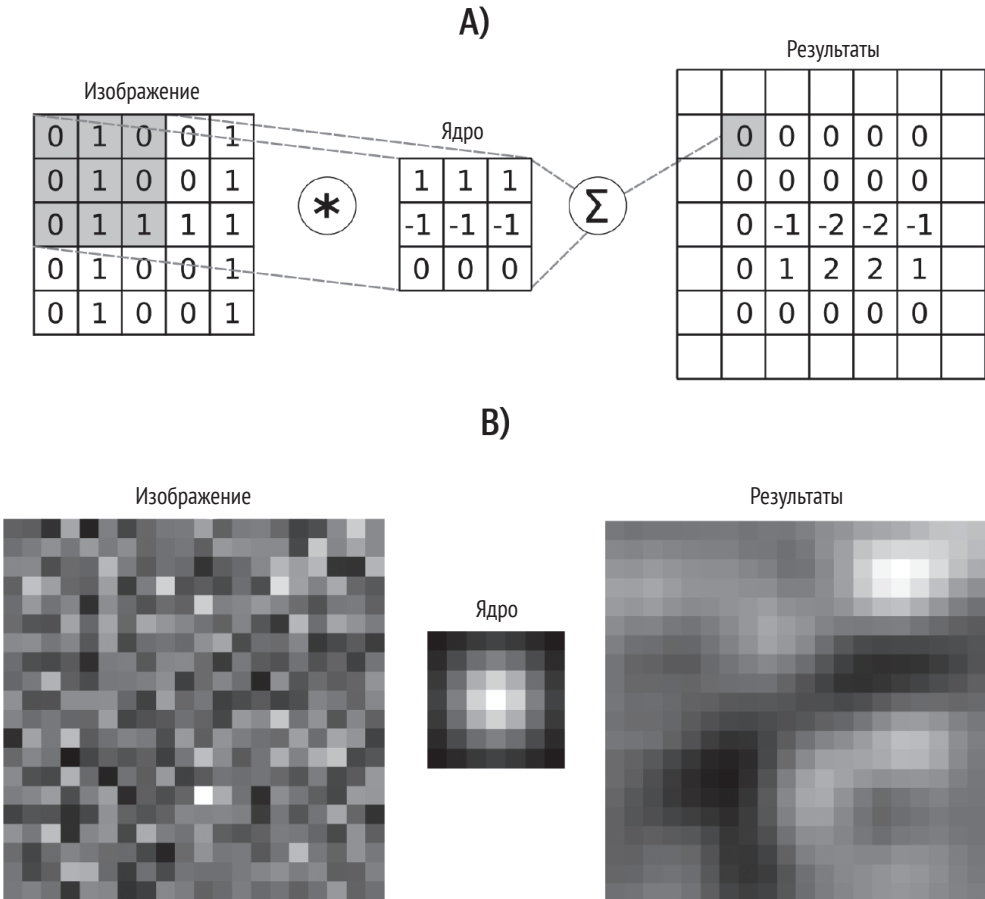 A)
Изображение
Ядро
Результаты
0 1 0 0 1
0 1 0 0 1
0 1 1 1 1
0 1 0 0 1
0 1 0 0 1
*
1 1 1
-1 -1 -1
0 0 0
Σ
0 0 0 0 0
0 0 0 0 0
0 -1 -2 -2 -1
0 1 2 2 1
0 0 0 0 0
B)
Изображение
Ядро
Результаты